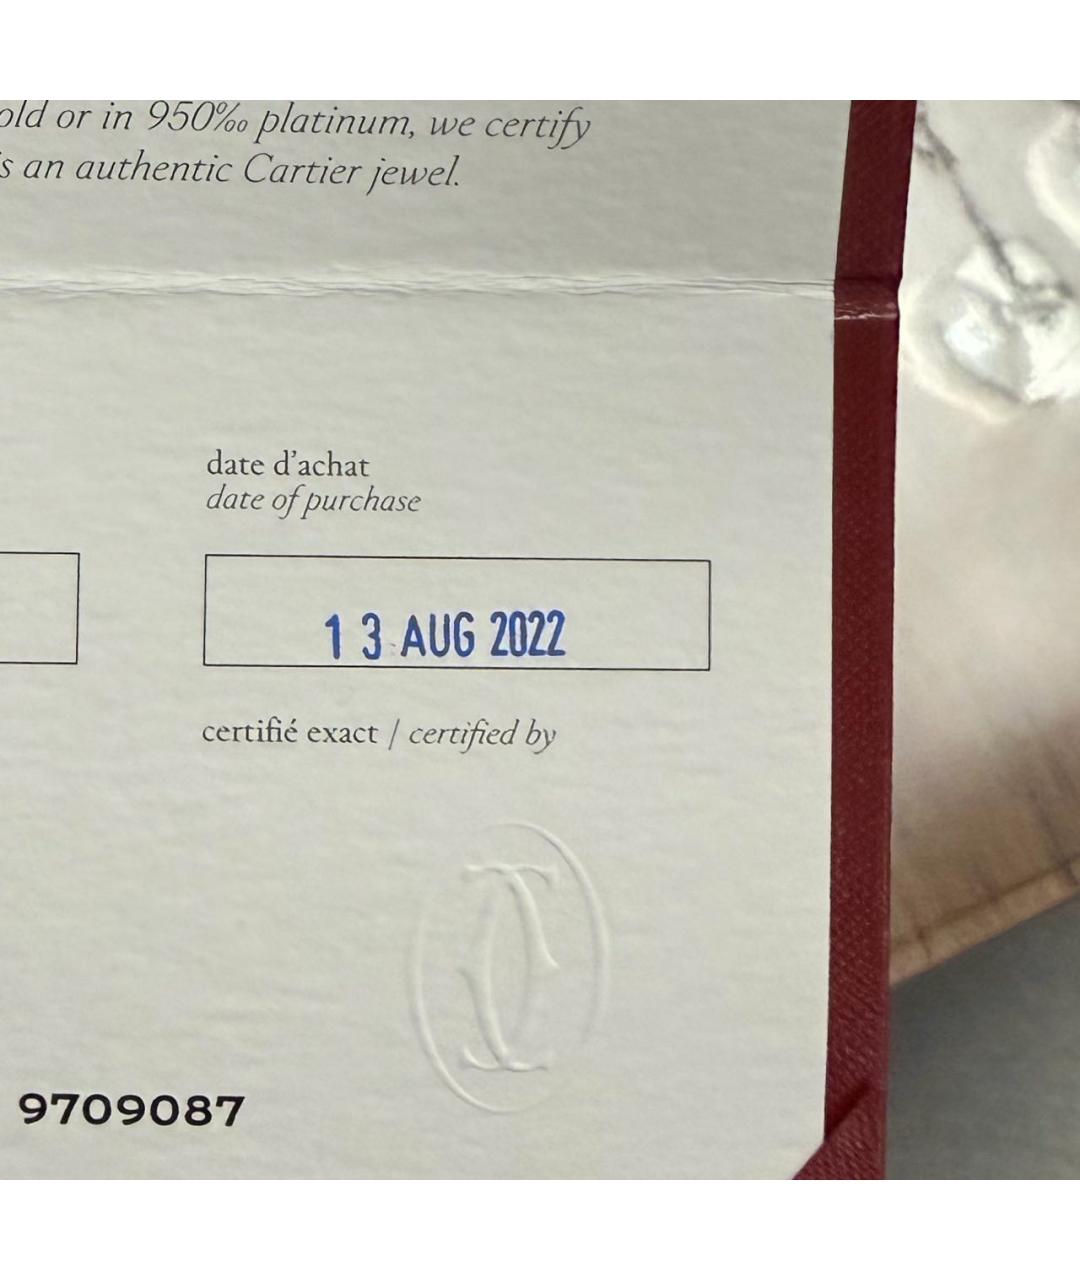 old or in 950‰ platinum, we certify
s an authentic Cartier jewel.
date d'achat
date of purchase
13 AUG 2022
certifié exact / certified by
9709087